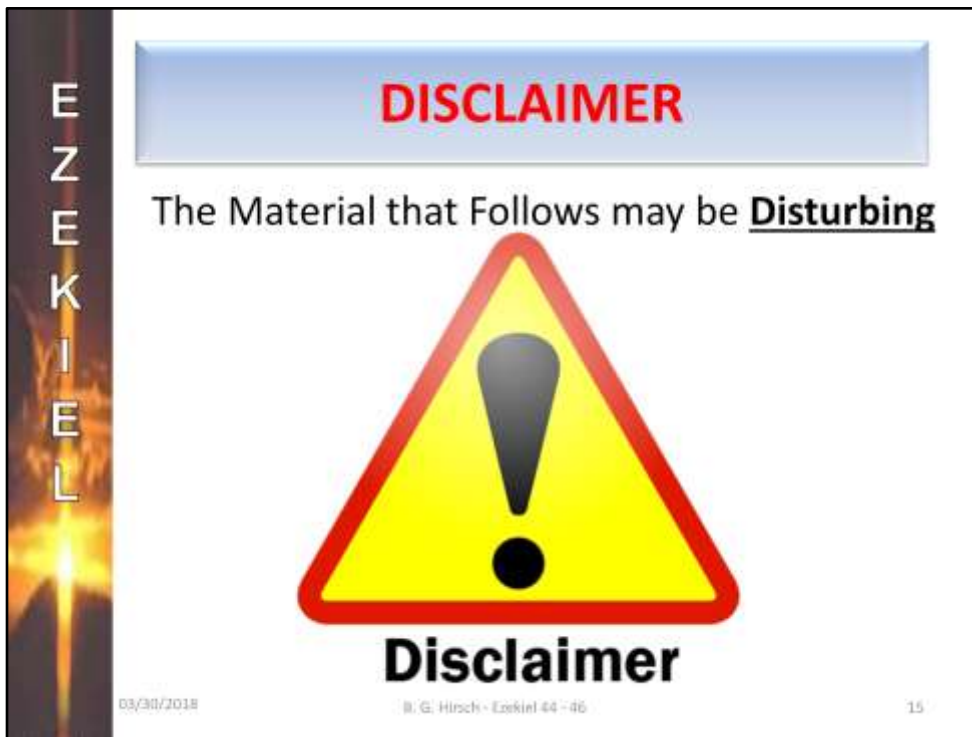 EZEKIEL
DISCLAIMER
The Material that Follows may be Disturbing
Disclaimer
03/30/2018
B. G. Hirsch - Ezekiel 44 - 46
15